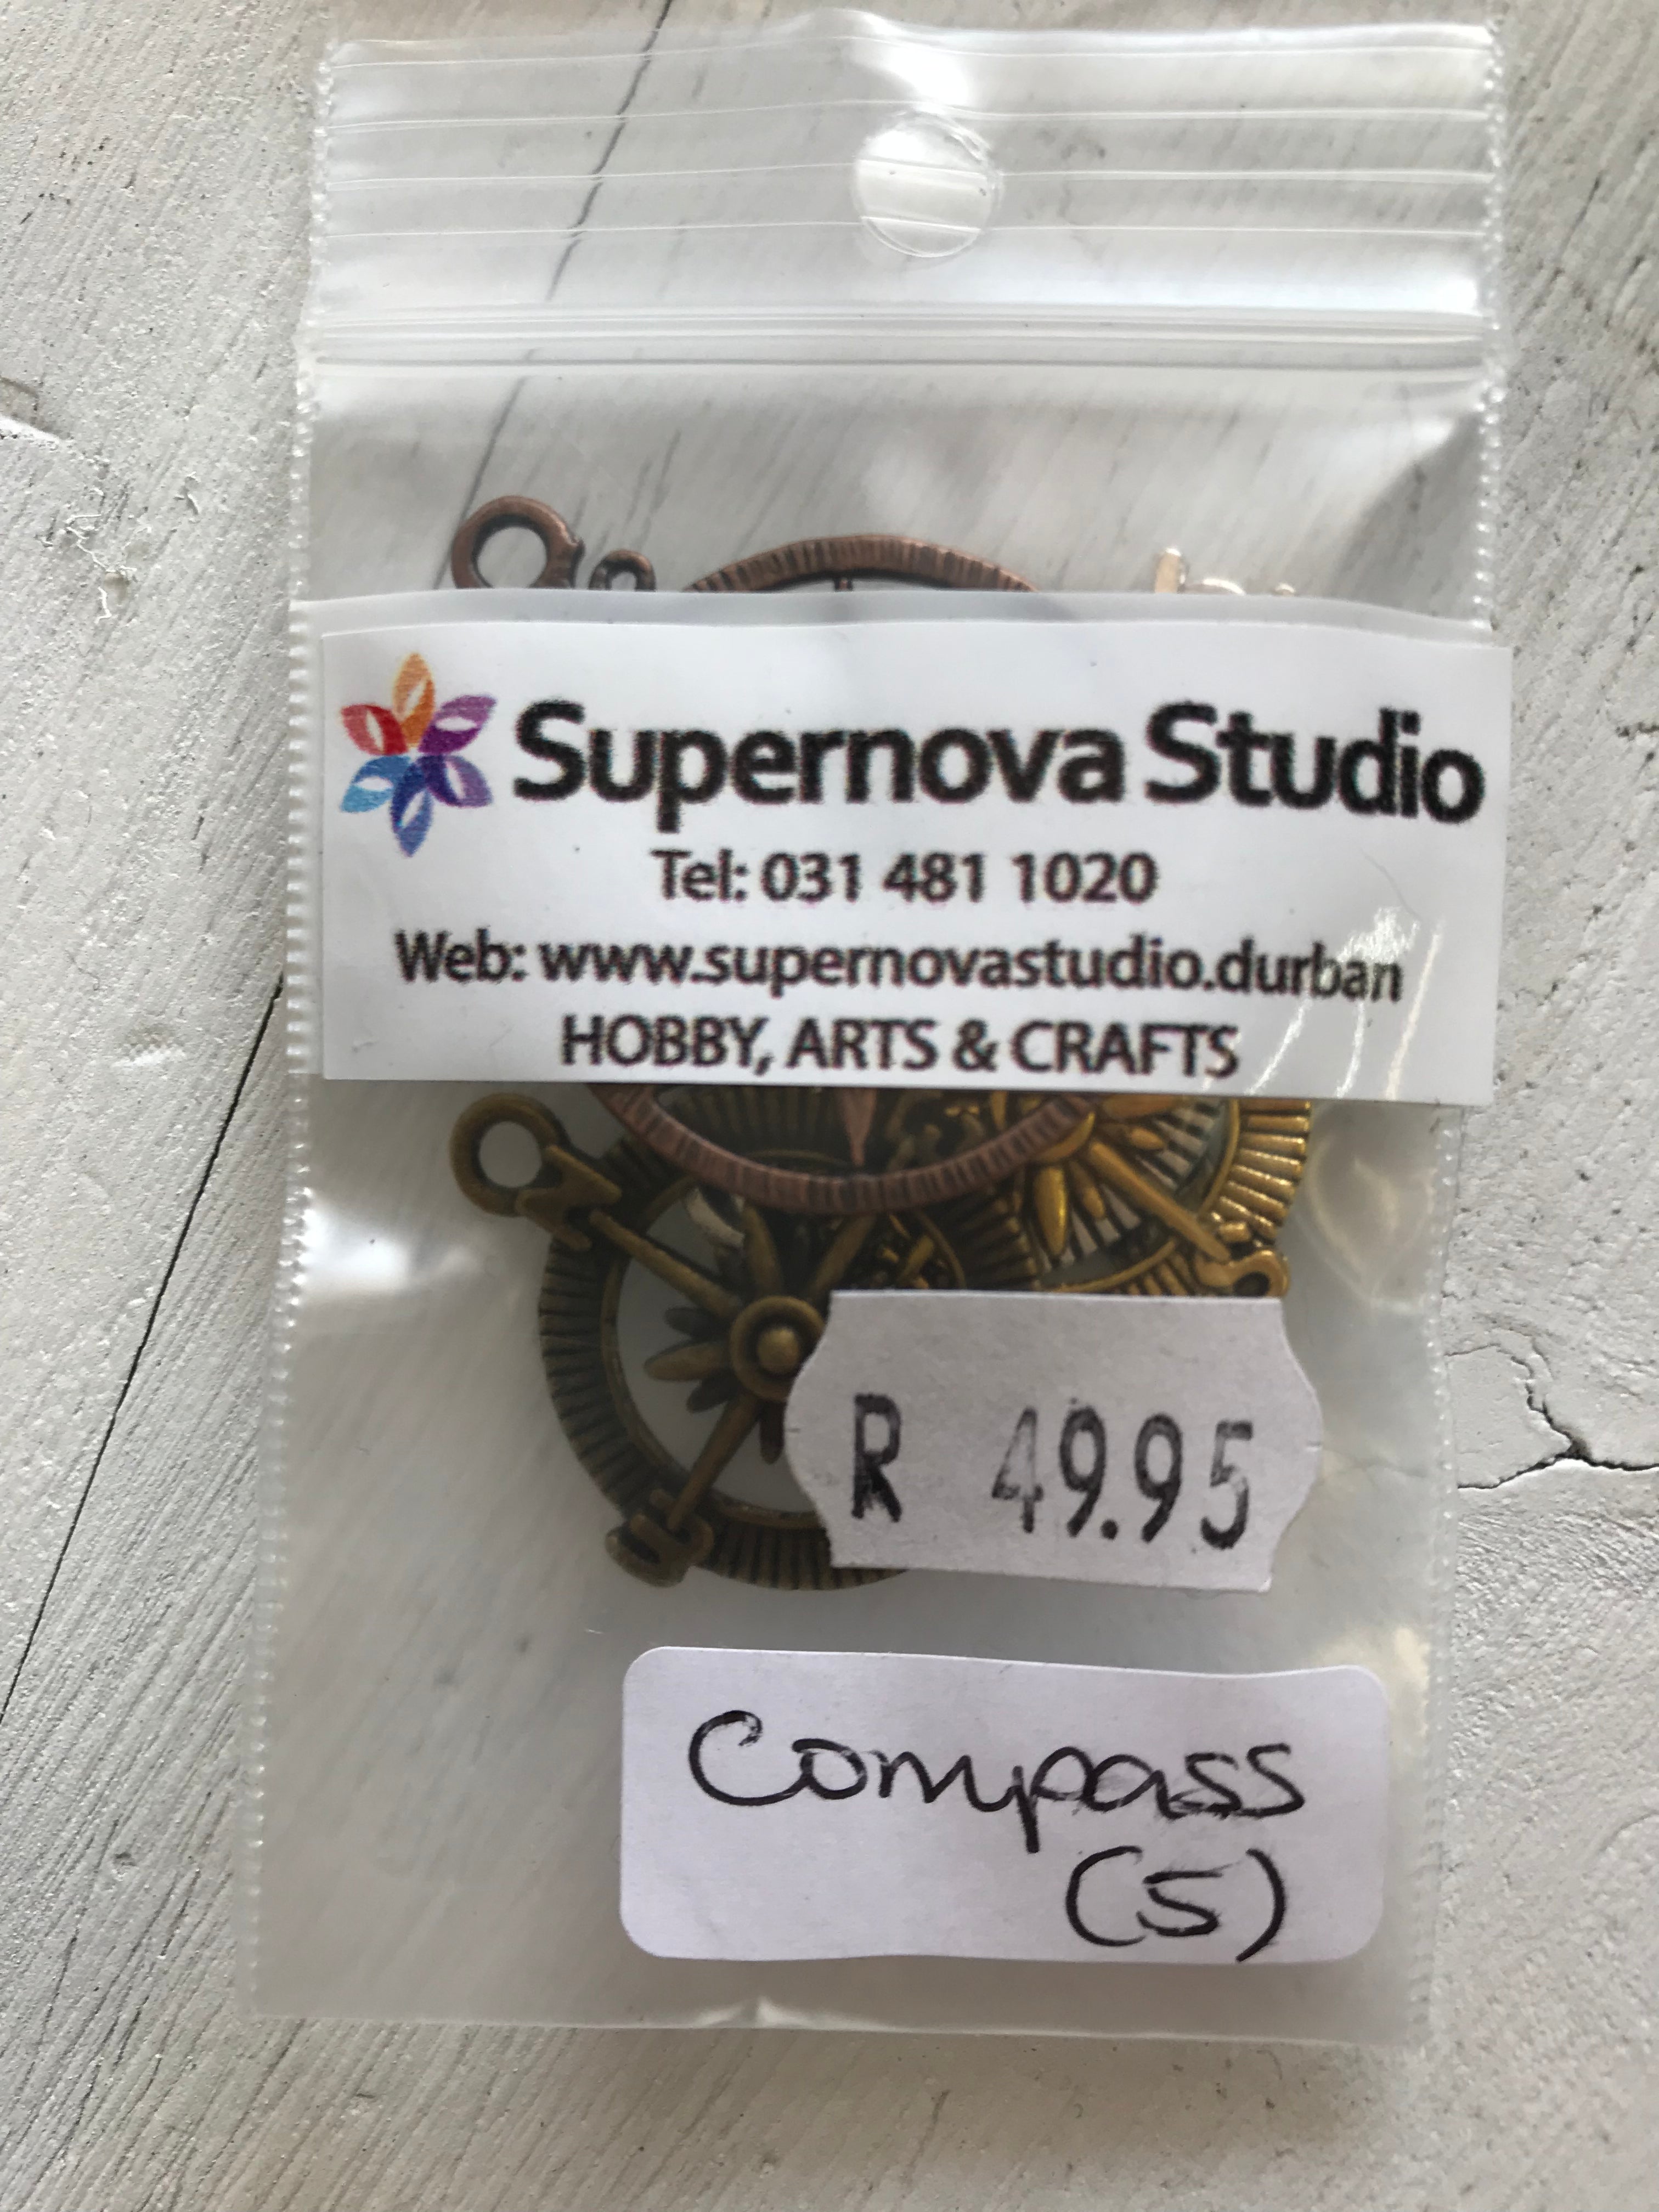 Supernova Studio
Tel: 031 481 1020
Web: www.supernovastudio.durban
HOBBY, ARTS & CRAFTS
R 49.95
Compass
(5)